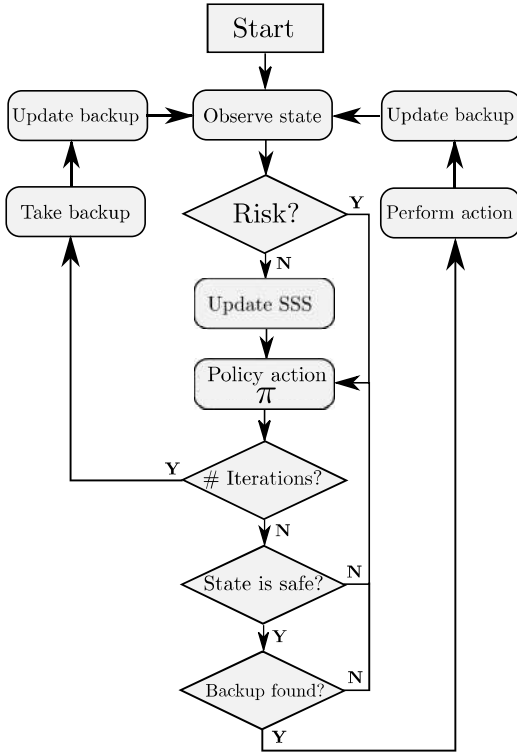 Start
Update backup
Observe state
Update backup
Take backup
Risk?
Y
Perform action
N
Update SSS
Policy action
π
Y
# Iterations?
N
State is safe?
N
Y
Backup found?
N
Y